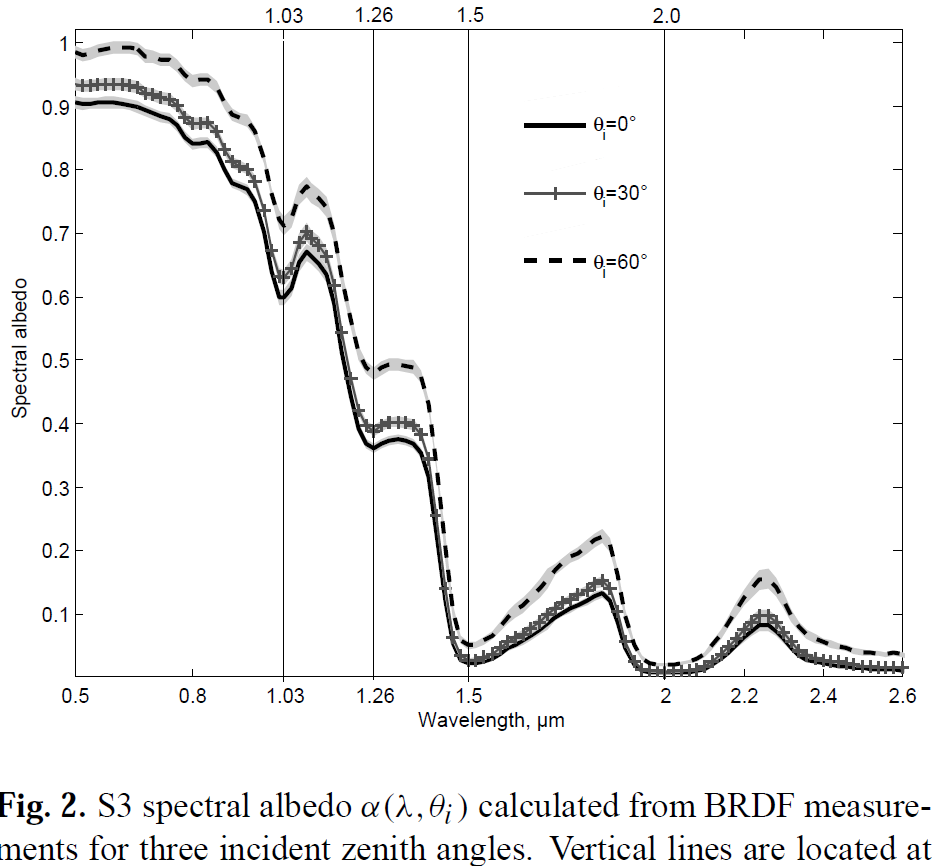 1.03 1.26 1.5 2.0
1
0.9
0.8
0.7
0.6
0.5
0.4
0.3
0.2
0.1
Spectral albedo
θi=0°
θi=30°
θi=60°
0.5 0.8 1.03 1.26 1.5 2 2.2 2.4 2.6
Wavelength, μm
Fig. 2. S3 spectral albedo α(λ,θi) calculated from BRDF measure-
ments for three incident zenith angles. Vertical lines are located at